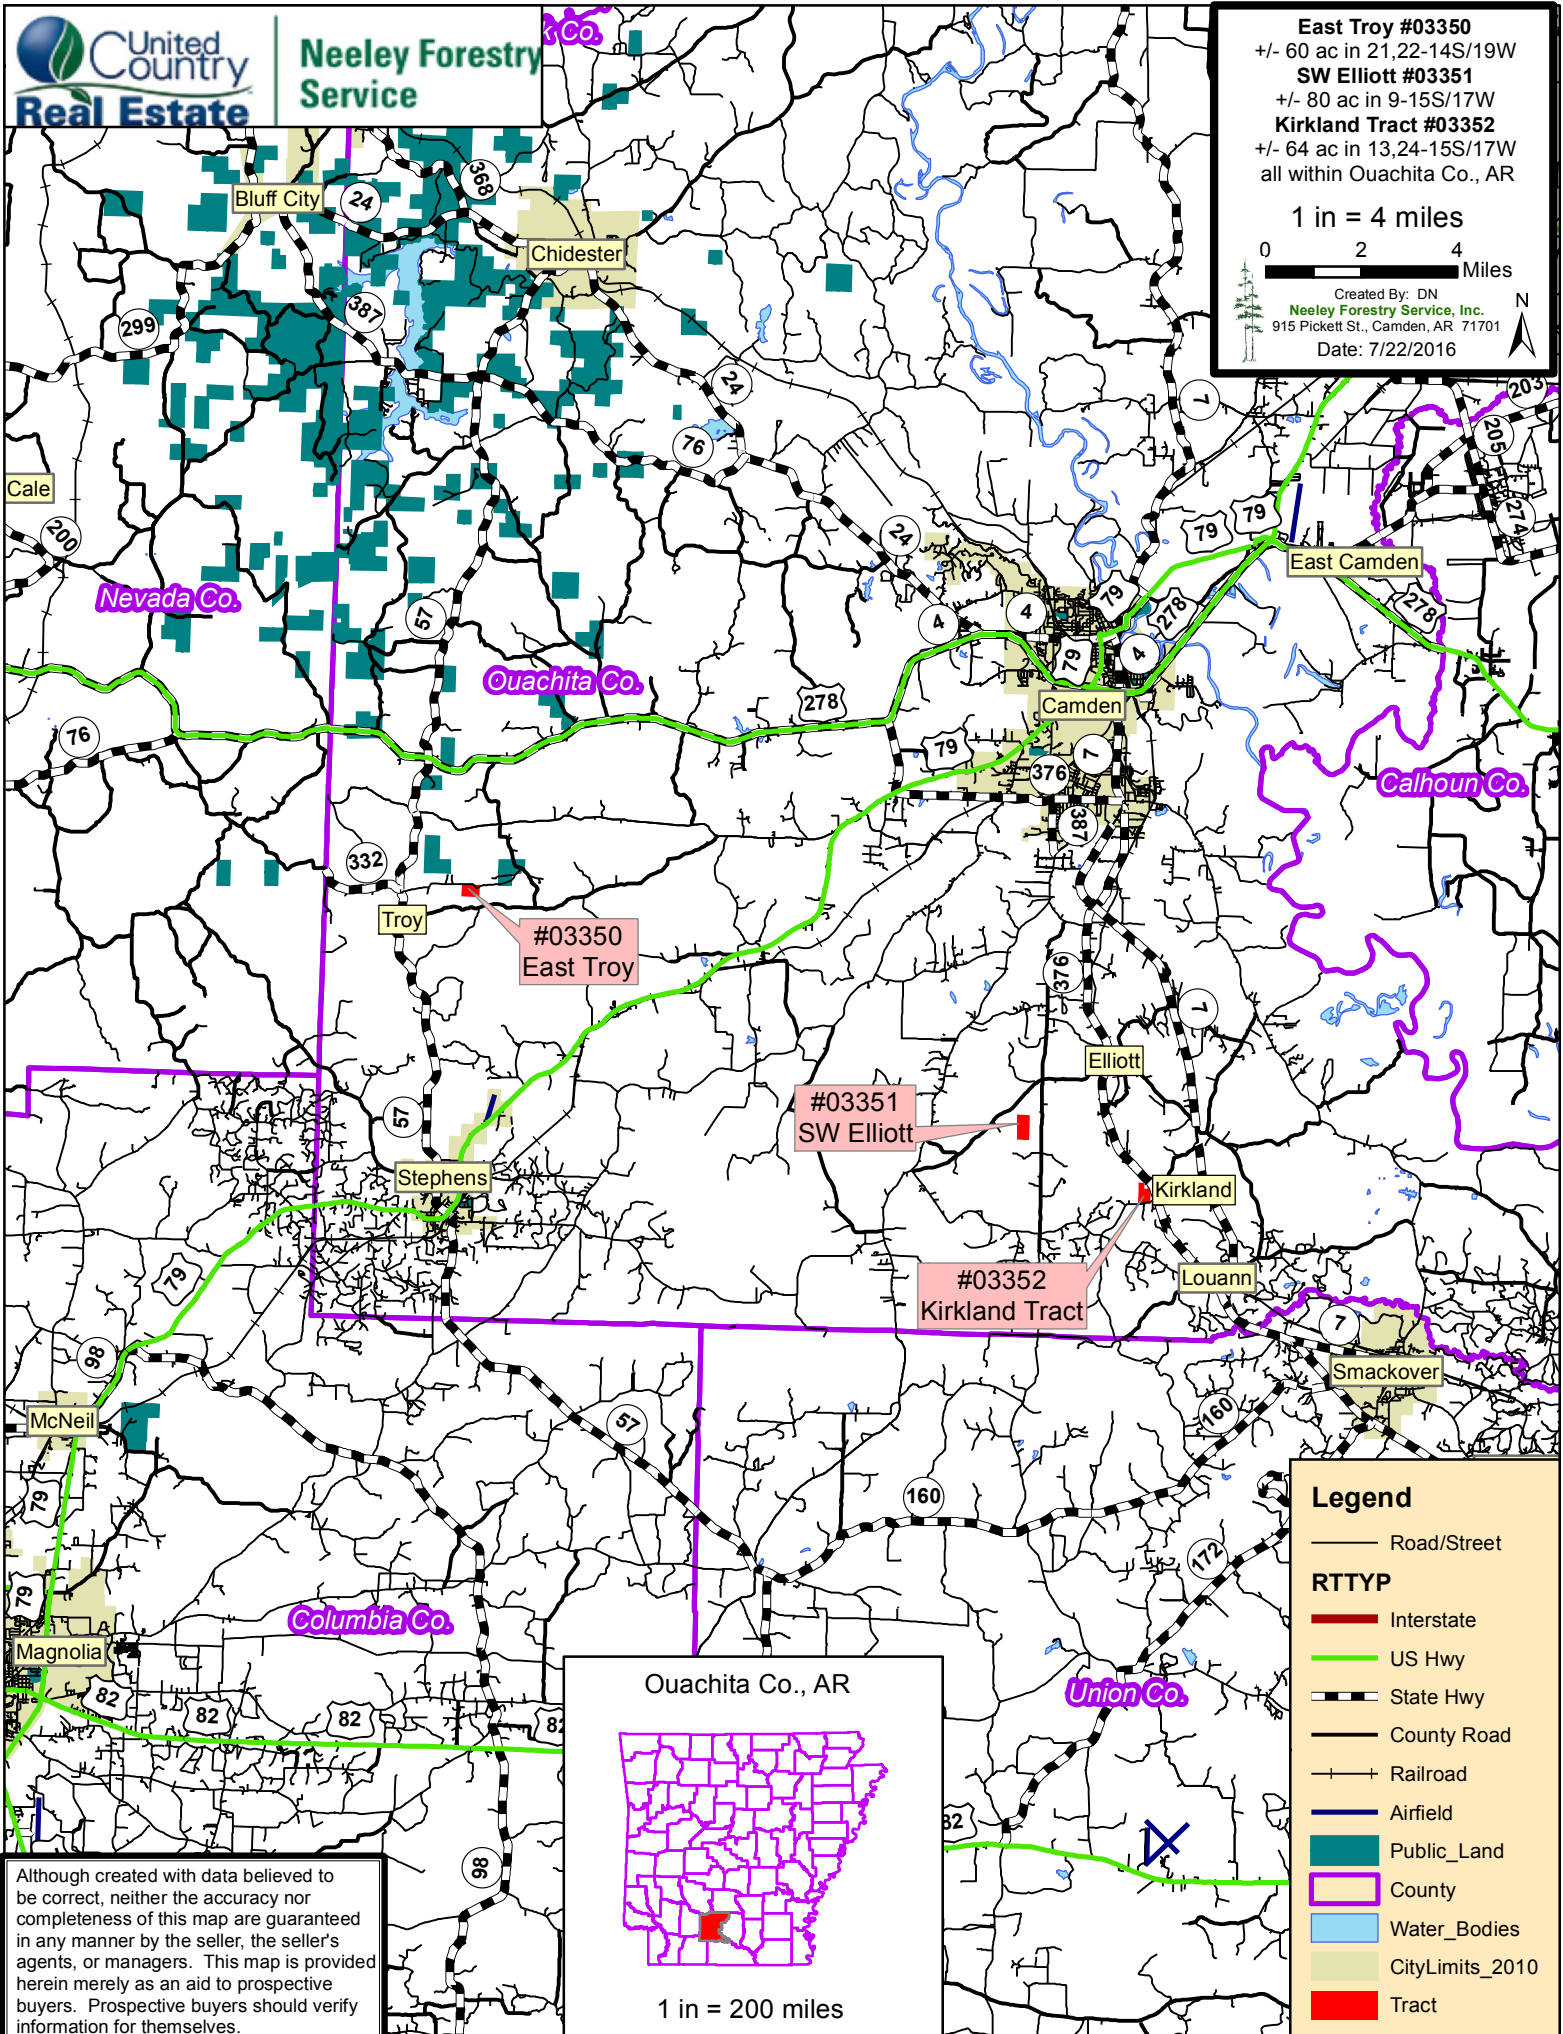 United
Country
Real Estate
Neeley Forestry
Service
k Co.
East Troy #03350
+/- 60 ac in 21,22-14S/19W
SW Elliott #03351
+/- 80 ac in 9-15S/17W
Kirkland Tract #03352
+/- 64 ac in 13,24-15S/17W
all within Ouachita Co., AR
1 in = 4 miles
0 2 4
Miles
Created By: DN
Neeley Forestry Service, Inc.
915 Pickett St., Camden, AR 71701
Date: 7/22/2016
N
Bluff City
24
368
Chidester
299
387
24
7
203
205
76
Cale
200
24
79
79
274
East Camden
Nevada Co.
57
4
4
79
278
278
79
4
Ouachita Co.
278
Camden
76
79
7
376
Calhoun Co.
387
332
Troy
#03350
East Troy
376
7
Elliott
57
#03351
SW Elliott
Stephens
Kirkland
79
#03352
Kirkland Tract
Louann
7
98
Smackover
McNeil
57
160
79
160
172
79
Columbia Co.
Magnolia
82
82
82
82
Union Co.
82
98
Ouachita Co., AR
1 in = 200 miles
Legend
Road/Street
RTTYP
Interstate
US Hwy
State Hwy
County Road
Railroad
Airfield
Public_Land
County
Water_Bodies
CityLimits_2010
Tract
Although created with data believed to
be correct, neither the accuracy nor
completeness of this map are guaranteed
in any manner by the seller, the seller's
agents, or managers. This map is provided
herein merely as an aid to prospective
buyers. Prospective buyers should verify
information for themselves.